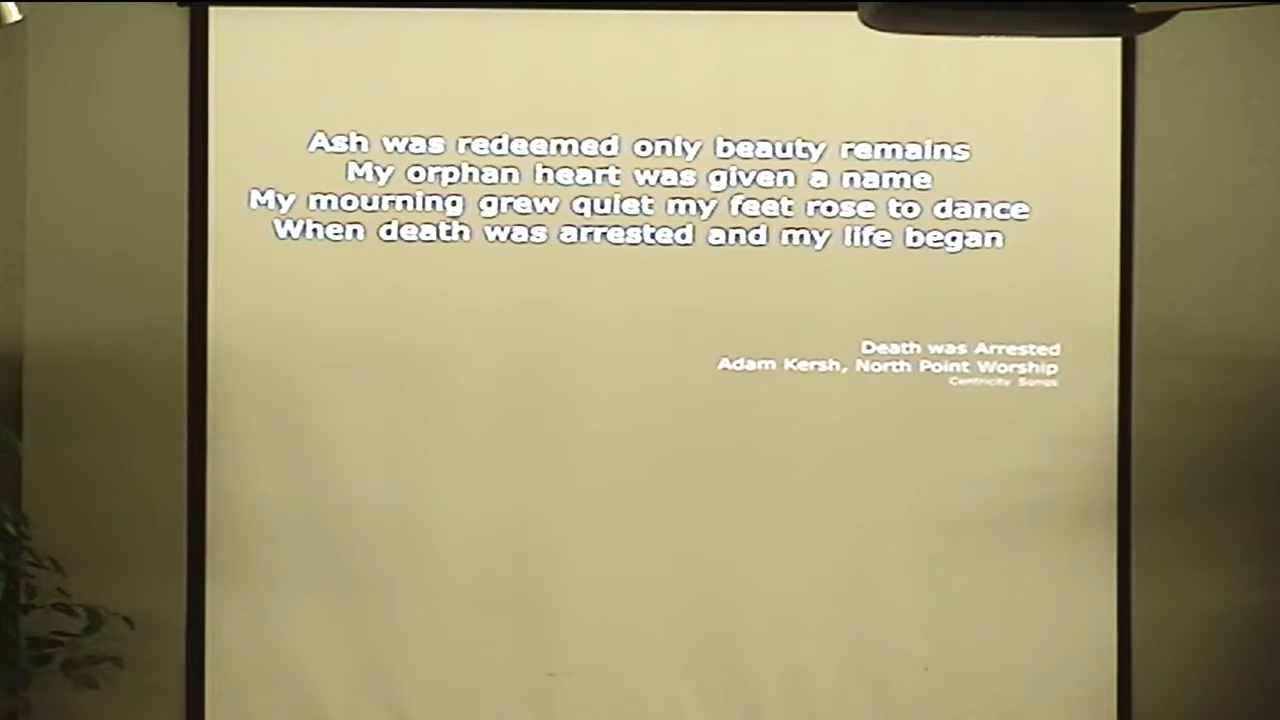 Ash was redeemed only beauty remains
My orphan heart was given a name
My mourning grew quiet my feet rose to dance
When death was arrested and my life began
Death was Arrested
Adam Kersh, North Point Worship
Centricity Songs